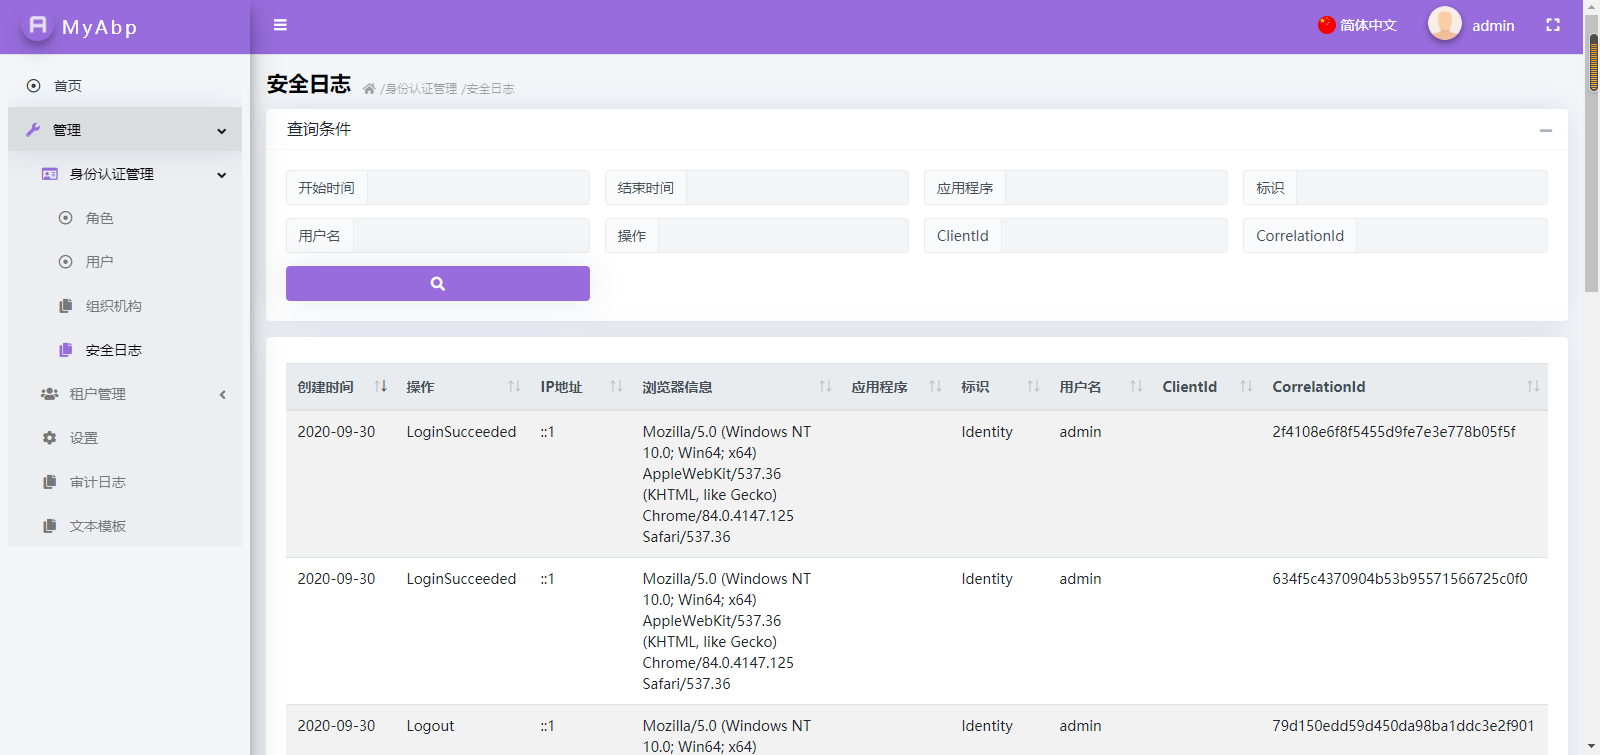 MyAbp
简体中文
admin
首页
管理
身份认证管理
角色
用户
组织机构
安全日志
租户管理
设置
审计日志
文本模板
安全日志 /身份认证管理 /安全日志
查询条件
开始时间 结束时间 应用程序 标识
用户名 操作 ClientId CorrelationId
创建时间 操作 IP地址 浏览器信息 应用程序 标识 用户名 ClientId CorrelationId
2020-09-30 LoginSucceeded ::1 Mozilla/5.0 (Windows NT Identity admin 2f4108e6f8f5455d9fe7e3e778b05f5f
10.0; Win64; x64)
AppleWebKit/537.36
(KHTML, like Gecko)
Chrome/84.0.4147.125
Safari/537.36
2020-09-30 LoginSucceeded ::1 Mozilla/5.0 (Windows NT Identity admin 634f5c4370904b53b95571566725c0f0
10.0; Win64; x64)
AppleWebKit/537.36
(KHTML, like Gecko)
Chrome/84.0.4147.125
Safari/537.36
2020-09-30 Logout ::1 Mozilla/5.0 (Windows NT Identity admin 79d150edd59d450da98ba1ddc3e2f901
10.0; Win64; x64)